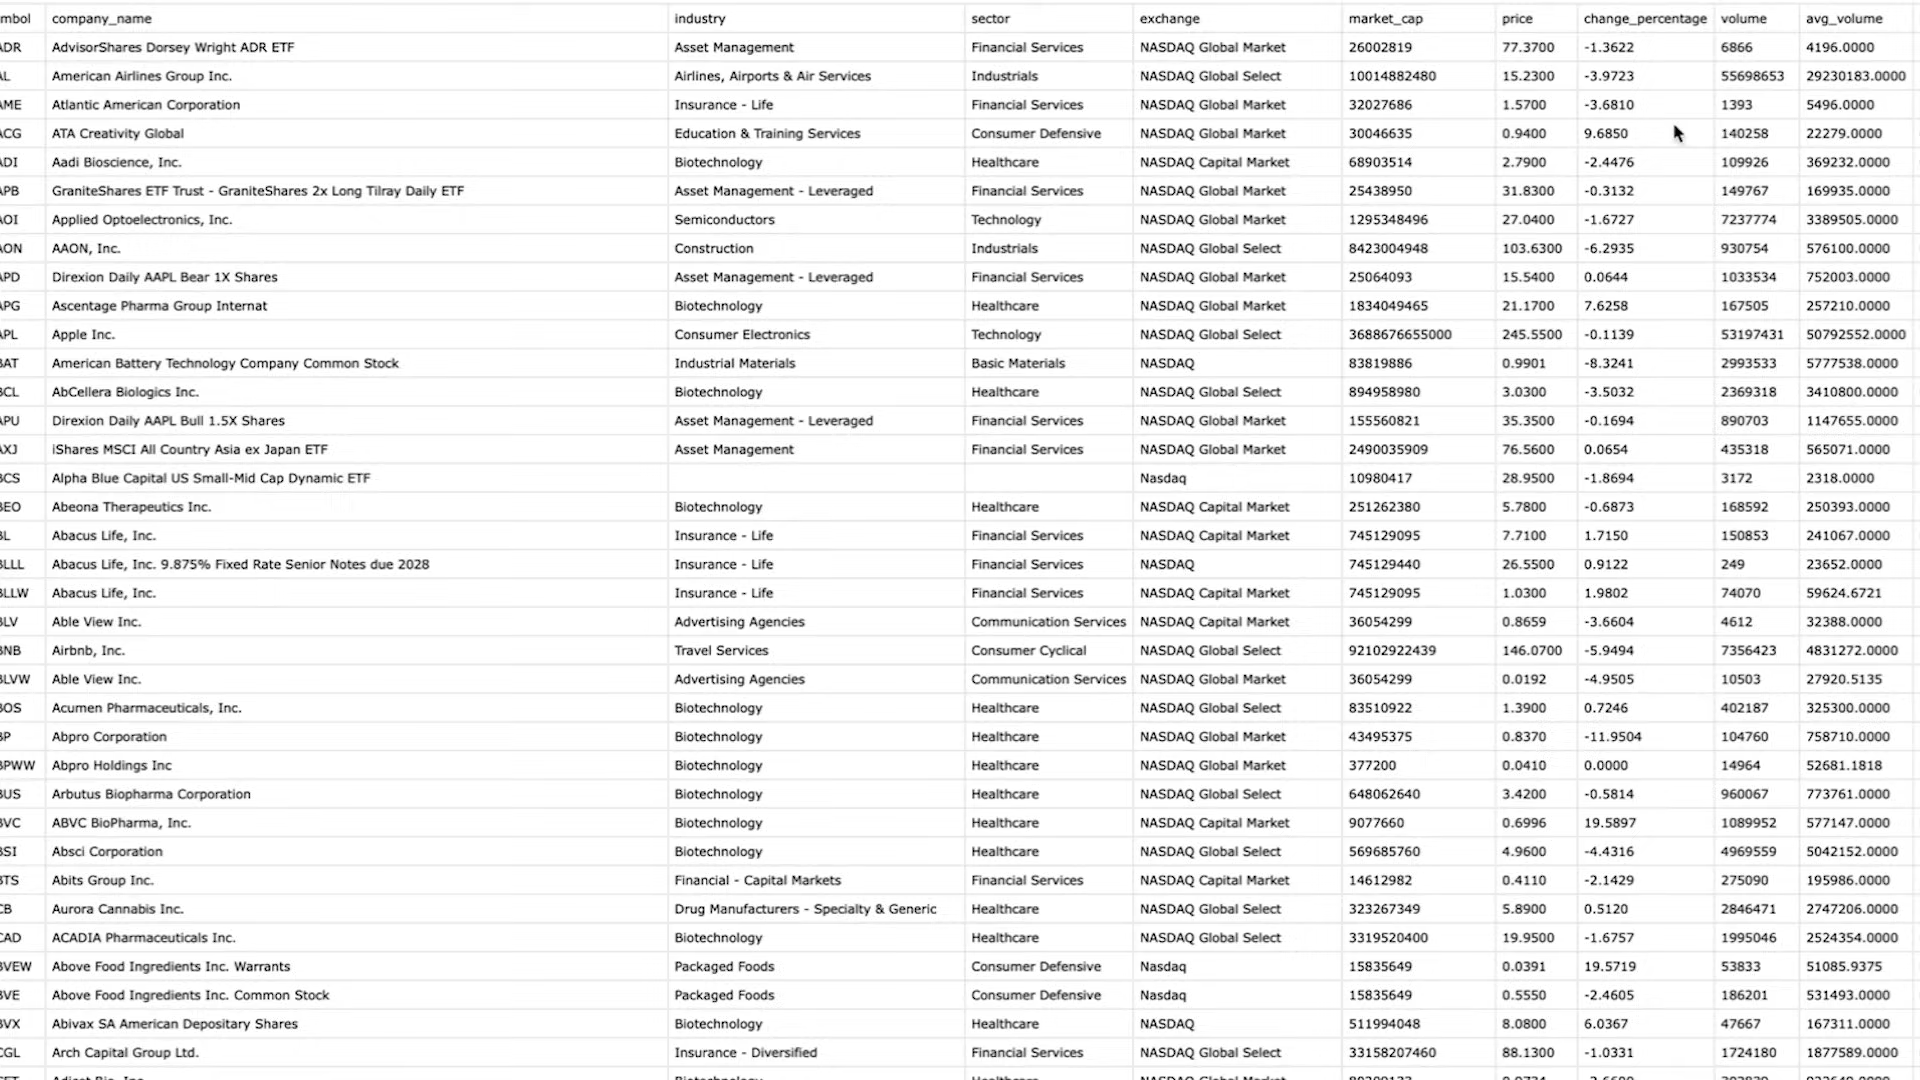 mbol company_name industry sector exchange market_cap price change_percentage volume avg_volume
ADR AdvisorShares Dorsey Wright ADR ETF Asset Management Financial Services NASDAQ Global Market 26002819 77.3700 -1.3622 6866 4196.0000
AL American Airlines Group Inc. Airlines, Airports & Air Services Industrials NASDAQ Global Select 10014882480 15.2300 -3.9723 55698653 29230183.0000
AME Atlantic American Corporation Insurance - Life Financial Services NASDAQ Global Market 32027686 1.5700 -3.6810 1393 5496.0000
ACG ATA Creativity Global Education & Training Services Consumer Defensive NASDAQ Global Market 30046635 0.9400 9.6850 140258 22279.0000
ADI Aadi Bioscience, Inc. Biotechnology Healthcare NASDAQ Capital Market 68903514 2.7900 -2.4476 109926 369232.0000
APB GraniteShares ETF Trust - GraniteShares 2x Long Tilray Daily ETF Asset Management - Leveraged Financial Services NASDAQ Global Market 25438950 31.8300 -0.3132 149767 169935.0000
AOI Applied Optoelectronics, Inc. Semiconductors Technology NASDAQ Global Market 1295348496 27.0400 -1.6727 7237774 3389505.0000
AON AAON, Inc. Construction Industrials NASDAQ Global Select 8423004948 103.6300 -6.2935 930754 576100.0000
APD Direxion Daily AAPL Bear 1X Shares Asset Management - Leveraged Financial Services NASDAQ Global Market 25064093 15.5400 0.0644 1033534 752003.0000
APG Ascentage Pharma Group Internat Biotechnology Healthcare NASDAQ Global Market 1834049465 21.1700 7.6258 167505 257210.0000
APL Apple Inc. Consumer Electronics Technology NASDAQ Global Select 3688676655000 245.5500 -0.1139 53197431 50792552.0000
BAT American Battery Technology Company Common Stock Industrial Materials Basic Materials NASDAQ 83819886 0.9901 -8.3241 2993533 5777538.0000
BCL AbCellera Biologics Inc. Biotechnology Healthcare NASDAQ Global Select 894958980 3.0300 -3.5032 2369318 3410800.0000
APU Direxion Daily AAPL Bull 1.5X Shares Asset Management - Leveraged Financial Services NASDAQ Global Market 155560821 35.3500 -0.1694 890703 1147655.0000
AXJ iShares MSCI All Country Asia ex Japan ETF Asset Management Financial Services NASDAQ Global Market 2490035909 76.5600 0.0654 435318 565071.0000
BCS Alpha Blue Capital US Small-Mid Cap Dynamic ETF Nasdaq 10980417 28.9500 -1.8694 3172 2318.0000
BEO Abeona Therapeutics Inc. Biotechnology Healthcare NASDAQ Capital Market 251262380 5.7800 -0.6873 168592 250393.0000
BL Abacus Life, Inc. Insurance - Life Financial Services NASDAQ Capital Market 745129095 7.7100 1.7150 150853 241067.0000
BLLL Abacus Life, Inc. 9.875% Fixed Rate Senior Notes due 2028 Insurance - Life Financial Services NASDAQ 745129440 26.5500 0.9122 249 23652.0000
BLLW Abacus Life, Inc. Insurance - Life Financial Services NASDAQ Capital Market 745129095 1.0300 1.9802 74070 59624.6721
BLV Able View Inc. Advertising Agencies Communication Services NASDAQ Capital Market 36054299 0.8659 -3.6604 4612 32388.0000
BNB Airbnb, Inc. Travel Services Consumer Cyclical NASDAQ Global Select 92102922439 146.0700 -5.9494 7356423 4831272.0000
BLVW Able View Inc. Advertising Agencies Communication Services NASDAQ Global Market 36054299 0.0192 -4.9505 10503 27920.5135
BOS Acumen Pharmaceuticals, Inc. Biotechnology Healthcare NASDAQ Global Select 83510922 1.3900 0.7246 402187 325300.0000
BP Abpro Corporation Biotechnology Healthcare NASDAQ Global Market 43495375 0.8370 -11.9504 104760 758710.0000
BPWW Abpro Holdings Inc Biotechnology Healthcare NASDAQ Global Market 377200 0.0410 0.0000 14964 52681.1818
BUS Arbutus Biopharma Corporation Biotechnology Healthcare NASDAQ Global Select 648062640 3.4200 -0.5814 960067 773761.0000
BVC ABVC BioPharma, Inc. Biotechnology Healthcare NASDAQ Capital Market 9077660 0.6996 19.5897 1089952 577147.0000
BSI Absci Corporation Biotechnology Healthcare NASDAQ Global Select 569685760 4.9600 -4.4316 4969559 5042152.0000
BTS Abits Group Inc. Financial - Capital Markets Financial Services NASDAQ Capital Market 14612982 0.4110 -2.1429 275090 195986.0000
CB Aurora Cannabis Inc. Drug Manufacturers - Specialty & Generic Healthcare NASDAQ Global Select 323267349 5.8900 0.5120 2846471 2747206.0000
CAD ACADIA Pharmaceuticals Inc. Biotechnology Healthcare NASDAQ Global Select 3319520400 19.9500 -1.6757 1995046 2524354.0000
BVEW Above Food Ingredients Inc. Warrants Packaged Foods Consumer Defensive Nasdaq 15835649 0.0391 19.5719 53833 51085.9375
BVE Above Food Ingredients Inc. Common Stock Packaged Foods Consumer Defensive Nasdaq 15835649 0.5550 -2.4605 186201 531493.0000
BVX Abivax SA American Depositary Shares Biotechnology Healthcare NASDAQ 511994048 8.0800 6.0367 47667 167311.0000
CGL Arch Capital Group Ltd. Insurance - Diversified Financial Services NASDAQ Global Select 33158207460 88.1300 -1.0331 1724180 1877589.0000